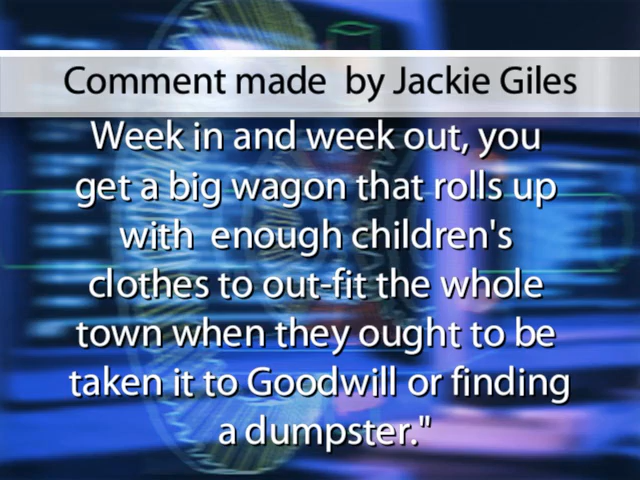 Comment made by Jackie Giles
Week in and week out, you
get a big wagon that rolls up
with enough children's
clothes to out-fit the whole
town when they ought to be
taken it to Goodwill or finding
a dumpster."